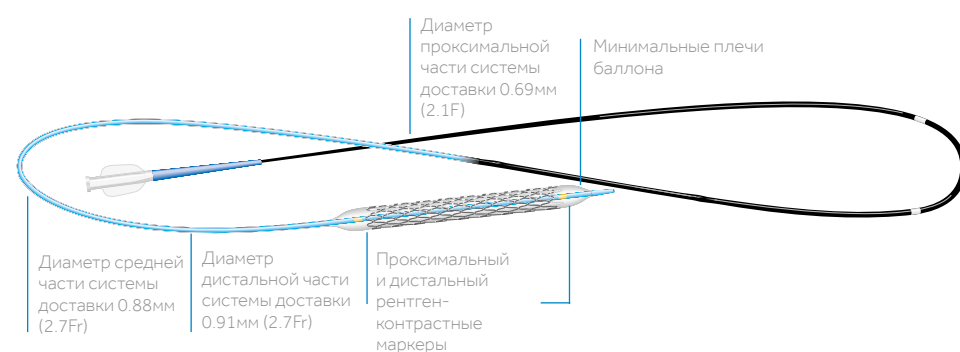 Диаметр
проксимальной
части системы
доставки 0.69мм
(2.1F)
Минимальные плечи
баллона
Диаметр средней
части системы
доставки 0.88мм
(2.7Fr)
Диаметр
дистальной части
системы доставки
0.91мм (2.7Fr)
Проксимальный
и дистальный
рентген-
контрастные
маркеры